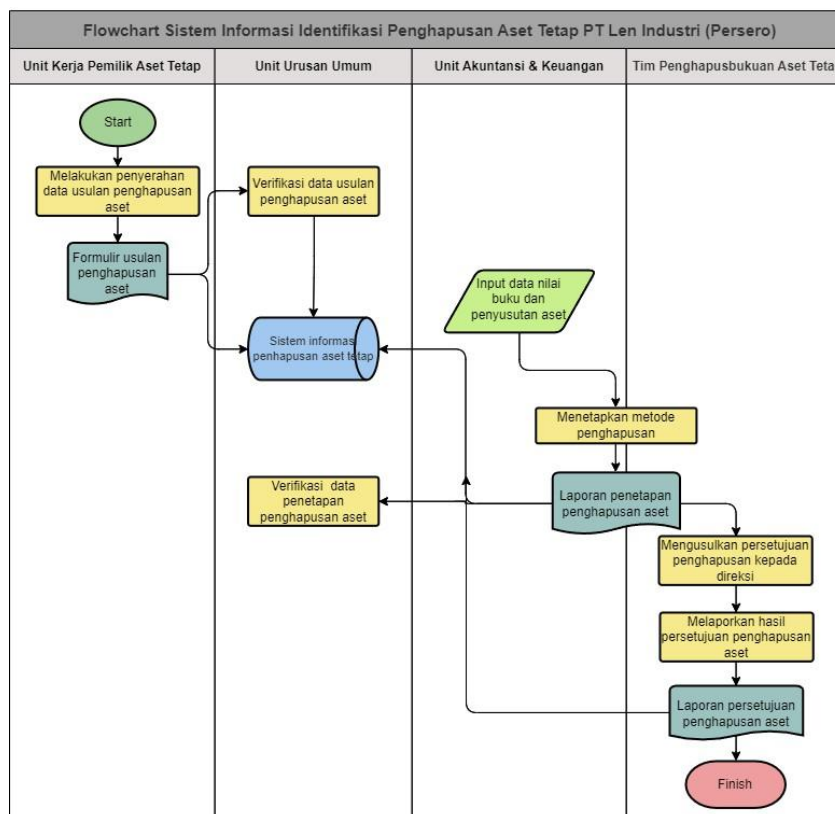 Flowchart Sistem Informasi Identifikasi Penghapusan Aset Tetap PT Len Industri (Persero)
Unit Kerja Pemilik Aset Tetap
Unit Urusan Umum
Unit Akuntansi & Keuangan
Tim Penghapusbukuan Aset Teta
Start
Melakukan penyerahan
data usulan penghapusan
aset
Verifikasi data usulan
penghapusan aset
Formulir usulan
penghapusan
aset
Input data nilai
buku dan
penyusutan aset
Sistem informasi
penhapusan aset tetap
Menetapkan metode
penghapusan
Verifikasi data
penetapan
penghapusan aset
Laporan penetapan
penghapusan aset
Mengusulkan persetujuan
penghapusan kepada
direksi
Melaporkan hasil
persetujuan penghapusan
aset
Laporan persetujuan
penghapusan aset
Finish